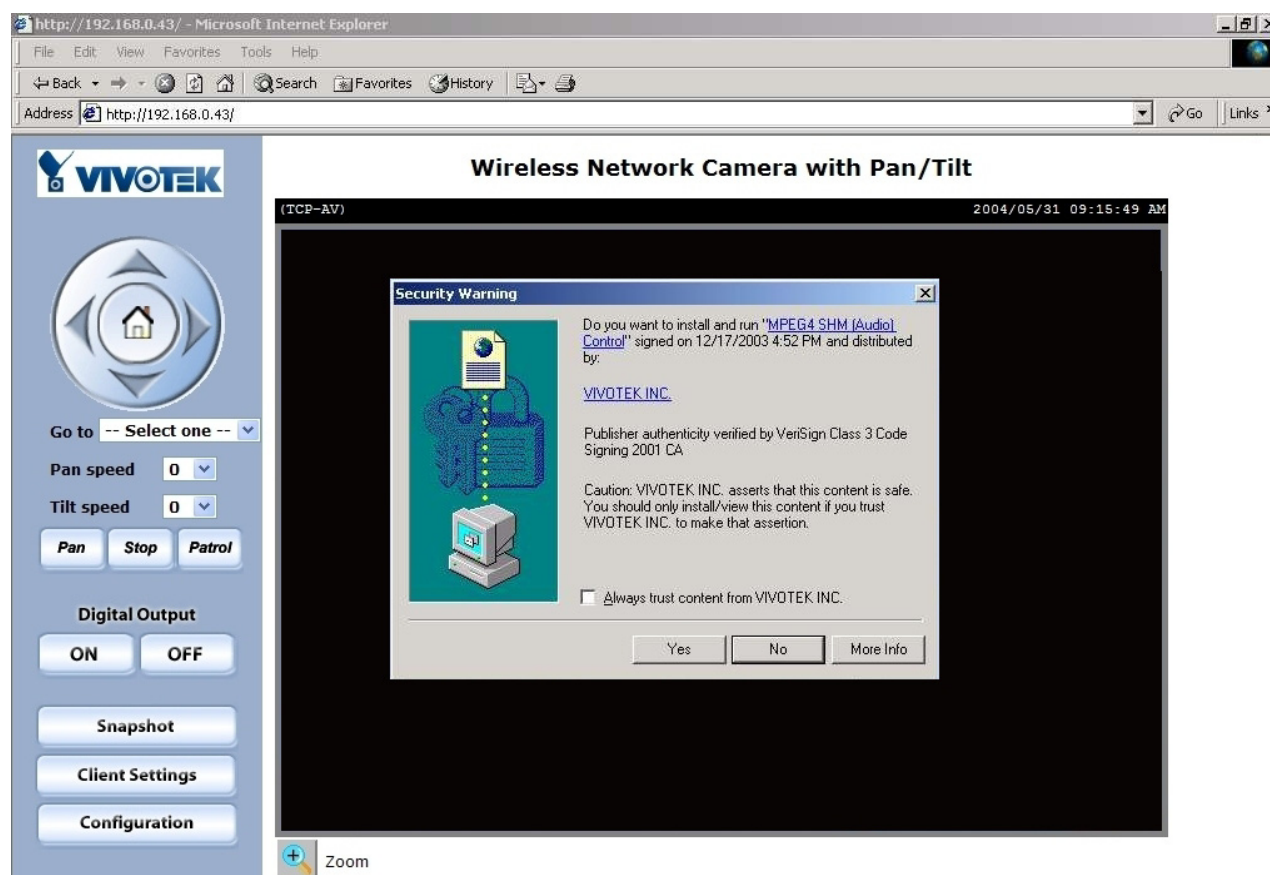 http://192.168.0.43/ - Microsoft Internet Explorer
File Edit View Favorites Tools Help
Back Search Favorites History
Address http://192.168.0.43/ Go Links
VIVOTEK
Wireless Network Camera with Pan/Tilt
(TCP-AV) 2004/05/31 09:15:49 AM
Security Warning
Do you want to install and run "MPEG4 SHM (Audio)
Control" signed on 12/17/2003 4:52 PM and distributed
by:
VIVOTEK INC.
Publisher authenticity verified by VeriSign Class 3 Code
Signing 2001 CA
Caution: VIVOTEK INC. asserts that this content is safe.
You should only install/view this content if you trust
VIVOTEK INC. to make that assertion.
Always trust content from VIVOTEK INC.
Yes No More Info
Go to -- Select one --
Pan speed 0
Tilt speed 0
Pan Stop Patrol
Digital Output
ON OFF
Snapshot
Client Settings
Configuration
Zoom